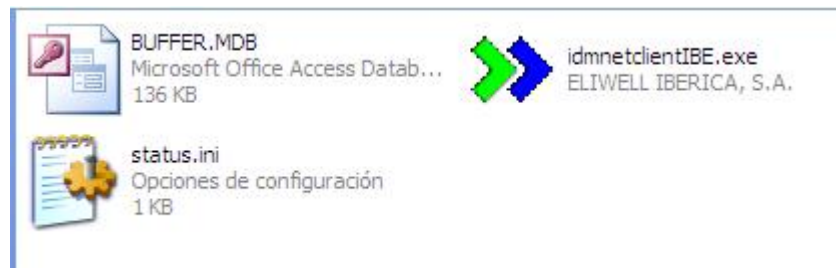 BUFFER.MDB
Microsoft Office Access Datab...
136 KB
idmnetclientIBE.exe
ELIWELL IBERICA, S.A.
status.ini
Opciones de configuración
1 KB